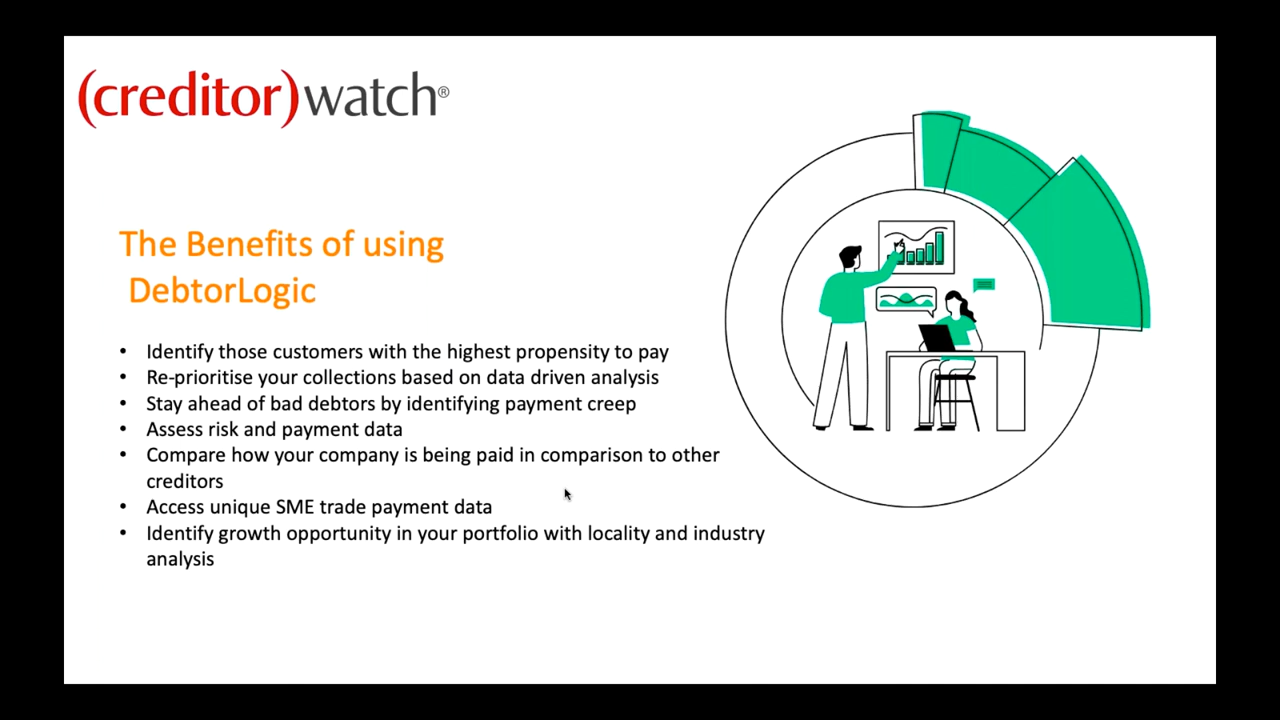 (creditor)watch®
The Benefits of using
DebtorLogic
• Identify those customers with the highest propensity to pay
• Re-prioritise your collections based on data driven analysis
• Stay ahead of bad debtors by identifying payment creep
• Assess risk and payment data
• Compare how your company is being paid in comparison to other
creditors
• Access unique SME trade payment data
• Identify growth opportunity in your portfolio with locality and industry
analysis